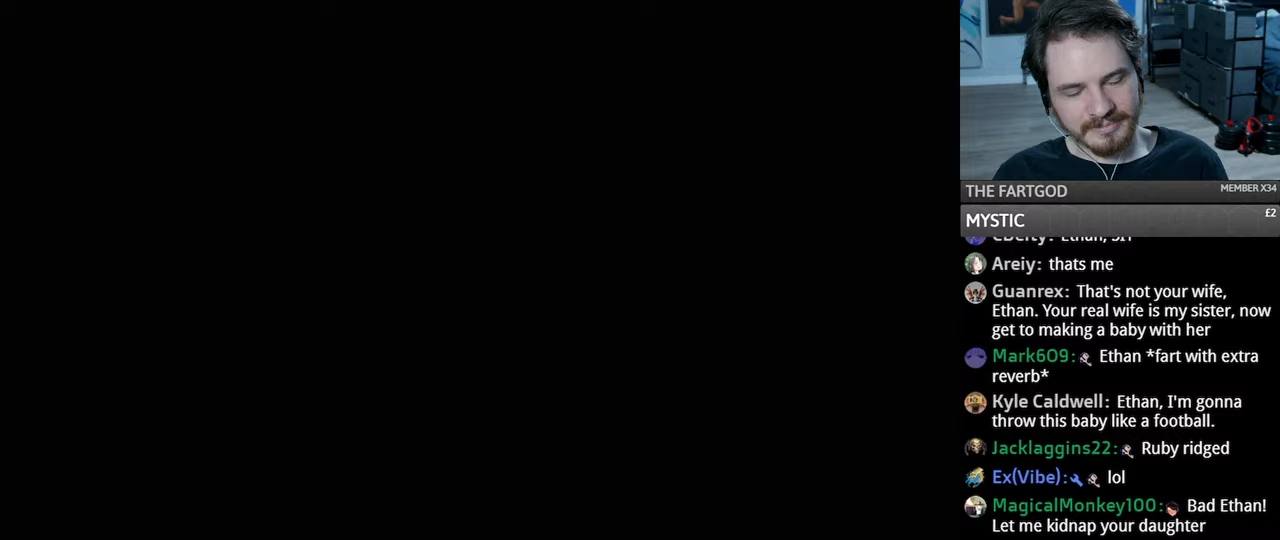 THE FARTGOD
MEMBER X34
MYSTIC
£2
Areiy: thats me
Guanrex: That's not your wife,
Ethan. Your real wife is my sister, now
get to making a baby with her
Mark609: Ethan *fart with extra
reverb*
Kyle Caldwell: Ethan, I'm gonna
throw this baby like a football.
Jacklaggins22: Ruby ridged
Ex(Vibe): lol
MagicalMonkey100: Bad Ethan!
Let me kidnap your daughter